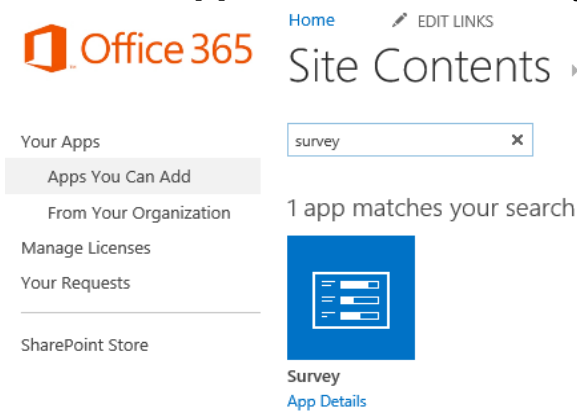 Home
EDIT LINKS
Office 365
Site Contents
Your Apps
Apps You Can Add
From Your Organization
Manage Licenses
Your Requests
SharePoint Store
survey
1 app matches your search
Survey
App Details